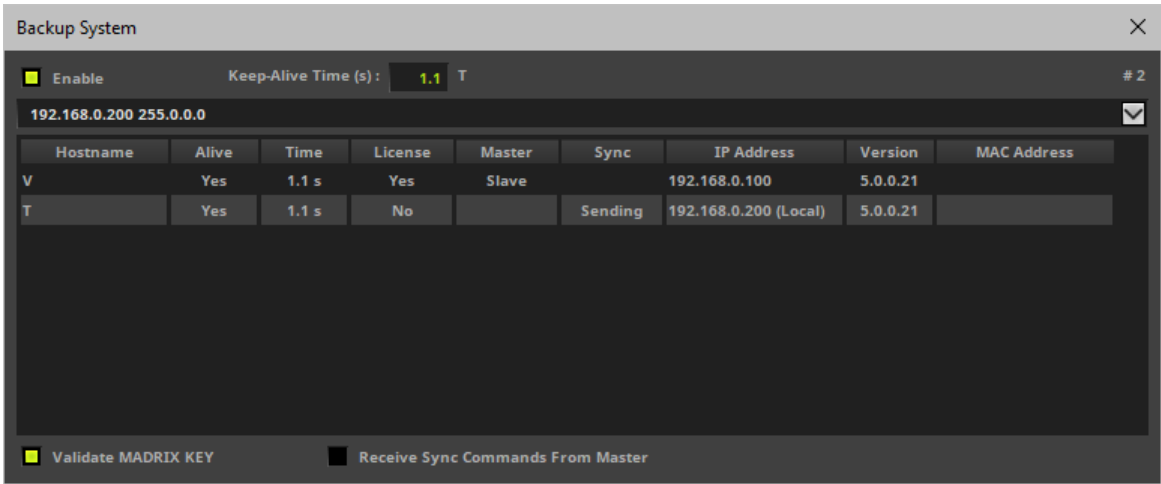 Backup System
Enable Keep-Alive Time (s) : 1.1 T # 2
192.168.0.200 255.0.0.0
Hostname Alive Time License Master Sync IP Address Version MAC Address
V Yes 1.1 s Yes Slave 192.168.0.100 5.0.0.21
T Yes 1.1 s No Sending 192.168.0.200 (Local) 5.0.0.21
Validate MADRIX KEY Receive Sync Commands From Master